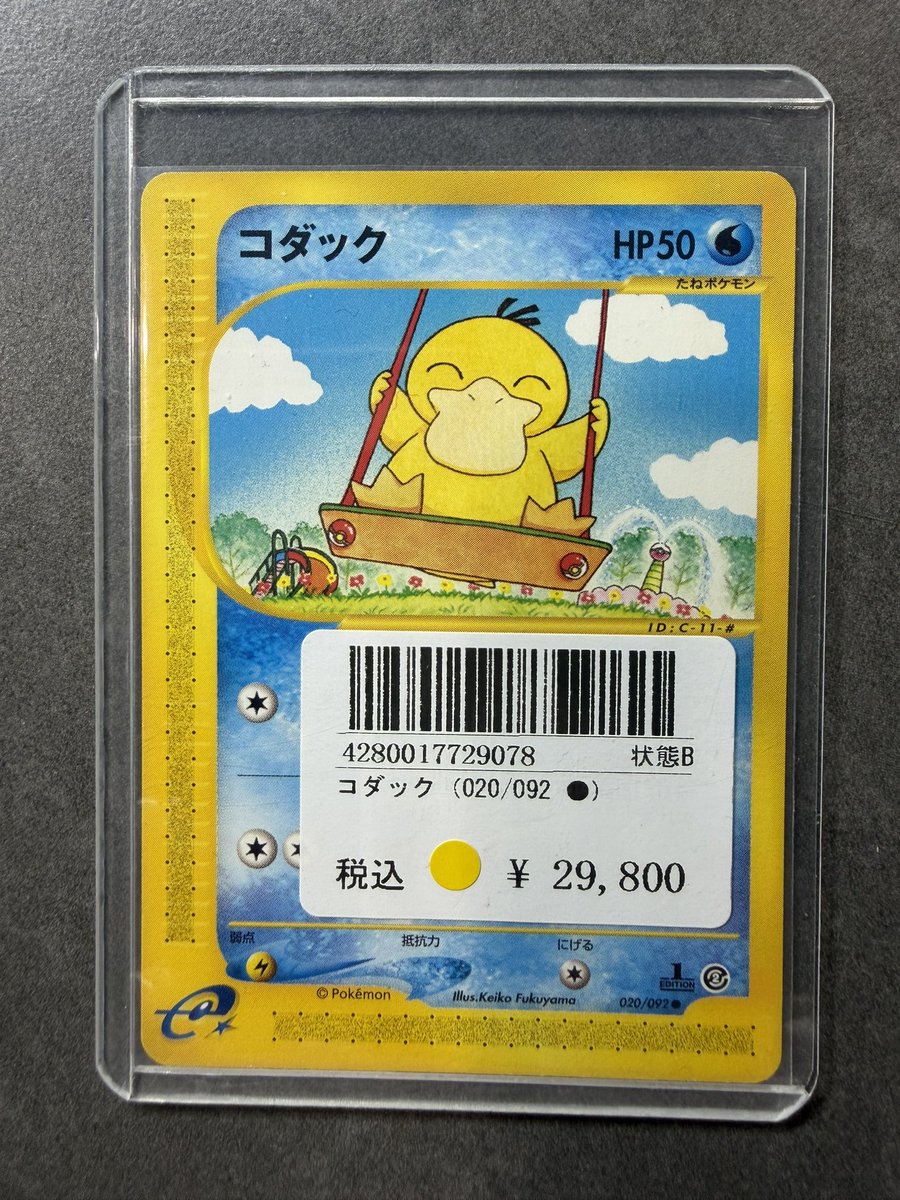 コダック
HP50
たねポケモン
ID:C-11-#
4280017729078 状態B
コダック (020/092 ●)
税込 ¥ 29,800
弱点 抵抗力 にげる
1
EDITION
©Pokémon
Illus.Keiko Fukuyama
020/092●
e